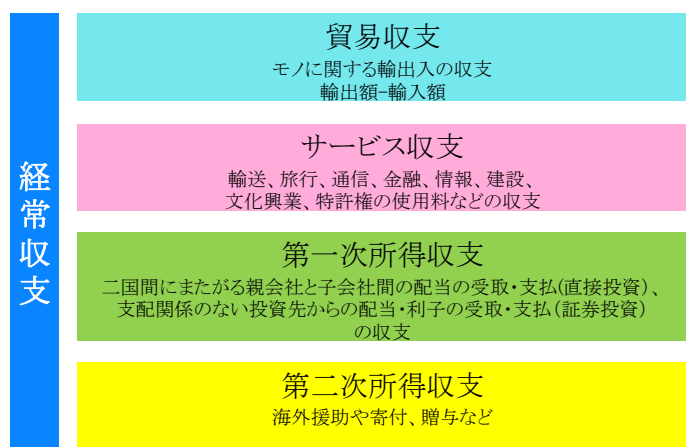 経常収支
貿易収支
モノに関する輸出入の収支
輸出額-輸入額
サービス収支
輸送、旅行、通信、金融、情報、建設、
文化興業、特許権の使用料などの収支
第一次所得収支
二国間にまたがる親会社と子会社間の配当の受取・支払(直接投資)、
支配関係のない投資先からの配当・利子の受取・支払(証券投資)
の収支
第二次所得収支
海外援助や寄付、贈与など